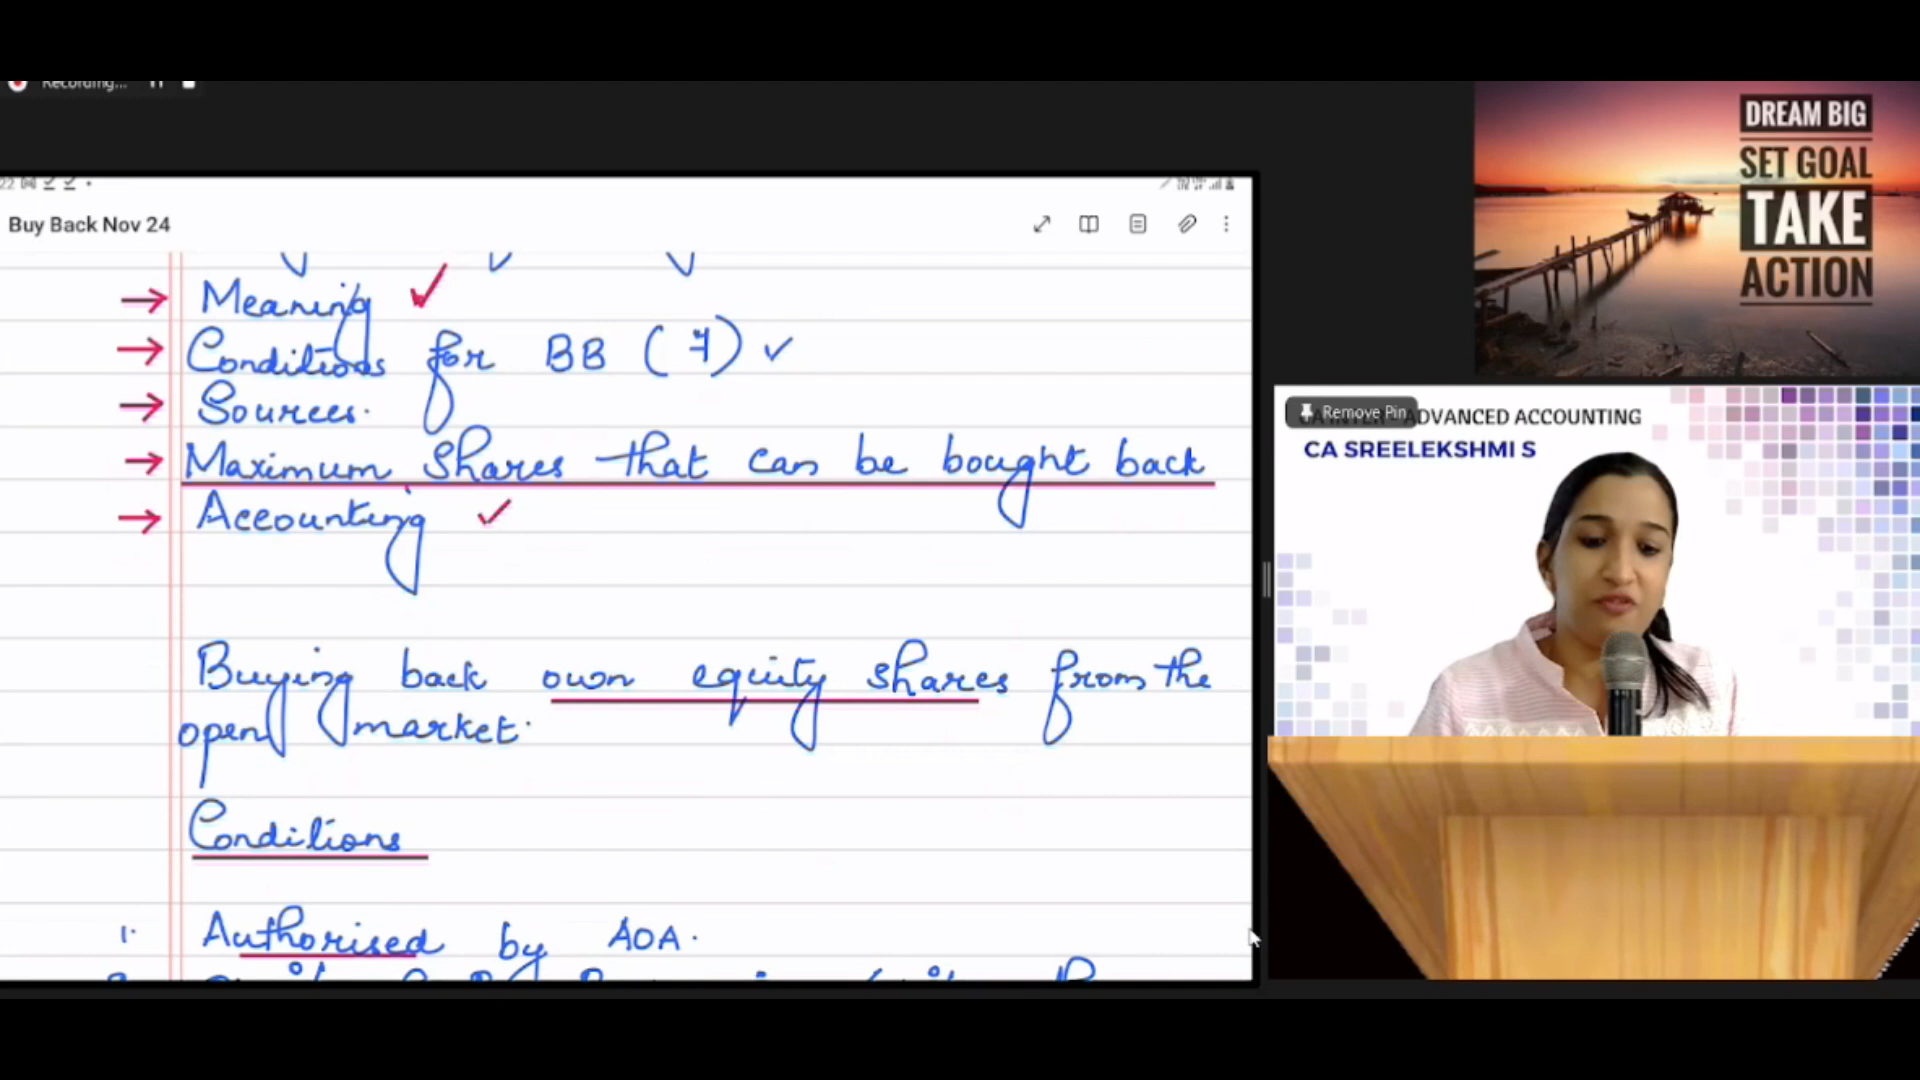 Recording...
Buy Back Nov 24
→ Meaning ✓
→ Conditions for BB (7) ✓
→ Sources.
→ Maximum shares that can be bought back
→ Accounting ✓
Buying back own equity shares from the
open market.
Conditions
1. Authorised by AOA.
DREAM BIG
SET GOAL
TAKE
ACTION
Remove Pin
ADVANCED ACCOUNTING
CA SREELEKSHMI S